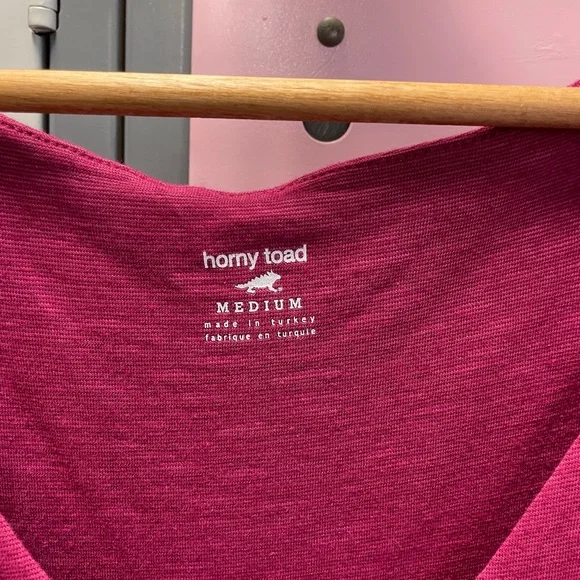 horny toad
MEDIUM
made in turkey
fabriqué en turquie